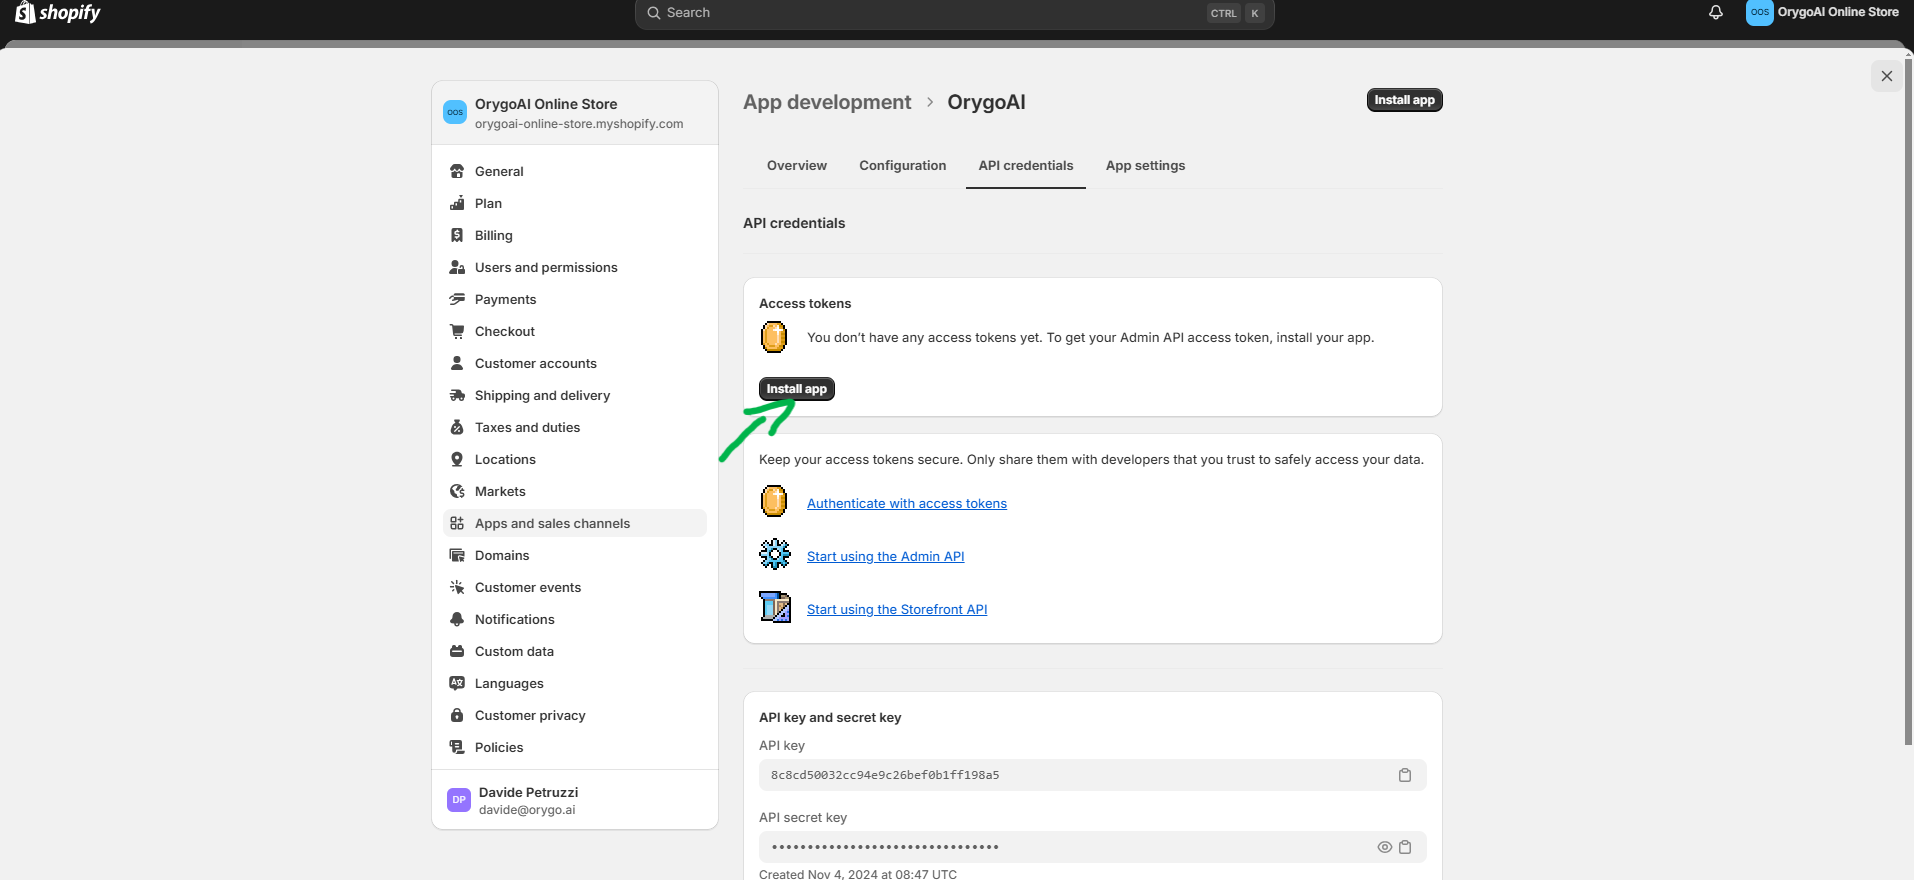 shopify
Search
CTRL K
OOS
OrygoAI Online Store
OOS
OrygoAI Online Store
orygoai-online-store.myshopify.com
General
Plan
Billing
Users and permissions
Payments
Checkout
Customer accounts
Shipping and delivery
Taxes and duties
Locations
Markets
Apps and sales channels
Domains
Customer events
Notifications
Custom data
Languages
Customer privacy
Policies
DP
Davide Petruzzi
davide@orygo.ai
App development > OrygoAI
Install app
Overview Configuration API credentials App settings
API credentials
Access tokens
You don’t have any access tokens yet. To get your Admin API access token, install your app.
Install app
Keep your access tokens secure. Only share them with developers that you trust to safely access your data.
Authenticate with access tokens
Start using the Admin API
Start using the Storefront API
API key and secret key
API key
8c8cd50032cc94e9c26bef0b1ff198a5
API secret key
••••••••••••••••••••••••••••••••
Created Nov 4, 2024 at 08:47 UTC